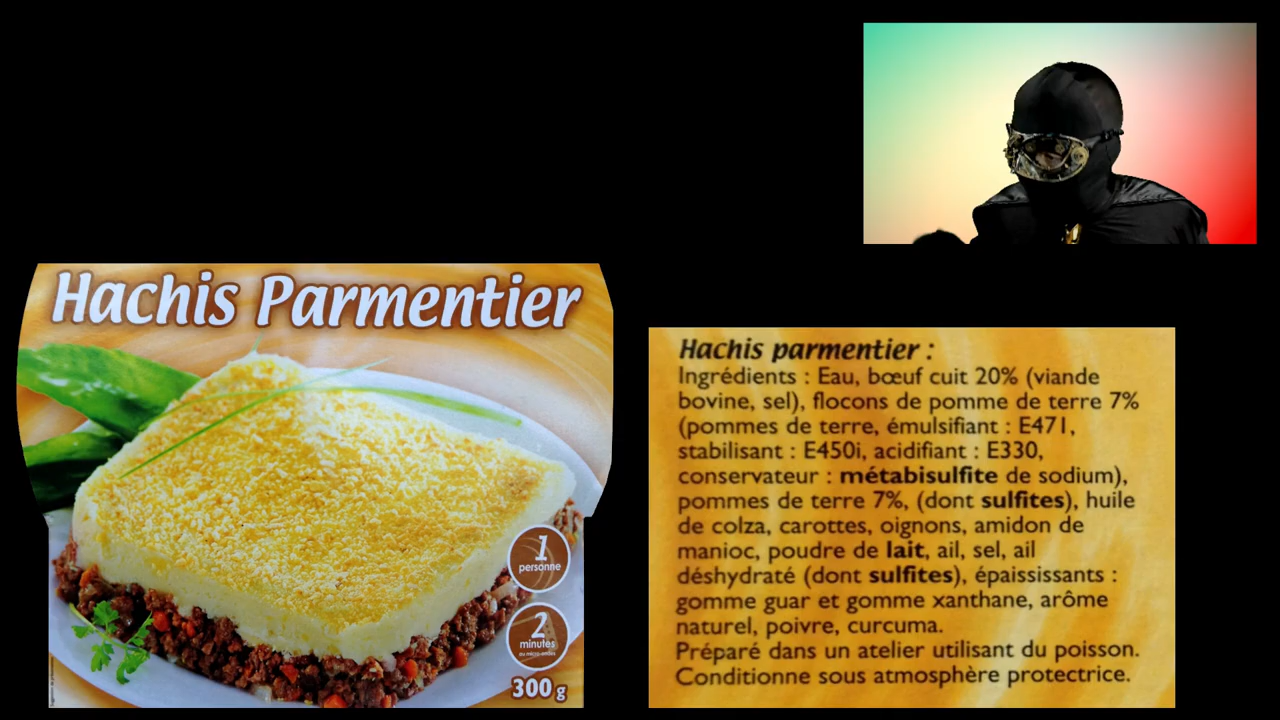 Hachis Parmentier
1
personne
2
minutes
au micro-ondes
300 g
Hachis parmentier :
Ingrédients : Eau, bœuf cuit 20% (viande
bovine, sel), flocons de pomme de terre 7%
(pommes de terre, émulsifiant : E471,
stabilisant : E450i, acidifiant : E330,
conservateur : métabisulfite de sodium),
pommes de terre 7%, (dont sulfites), huile
de colza, carottes, oignons, amidon de
manioc, poudre de lait, ail, sel, ail
déshydraté (dont sulfites), épaississants :
gomme guar et gomme xanthane, arôme
naturel, poivre, curcuma.
Préparé dans un atelier utilisant du poisson.
Conditionne sous atmosphère protectrice.